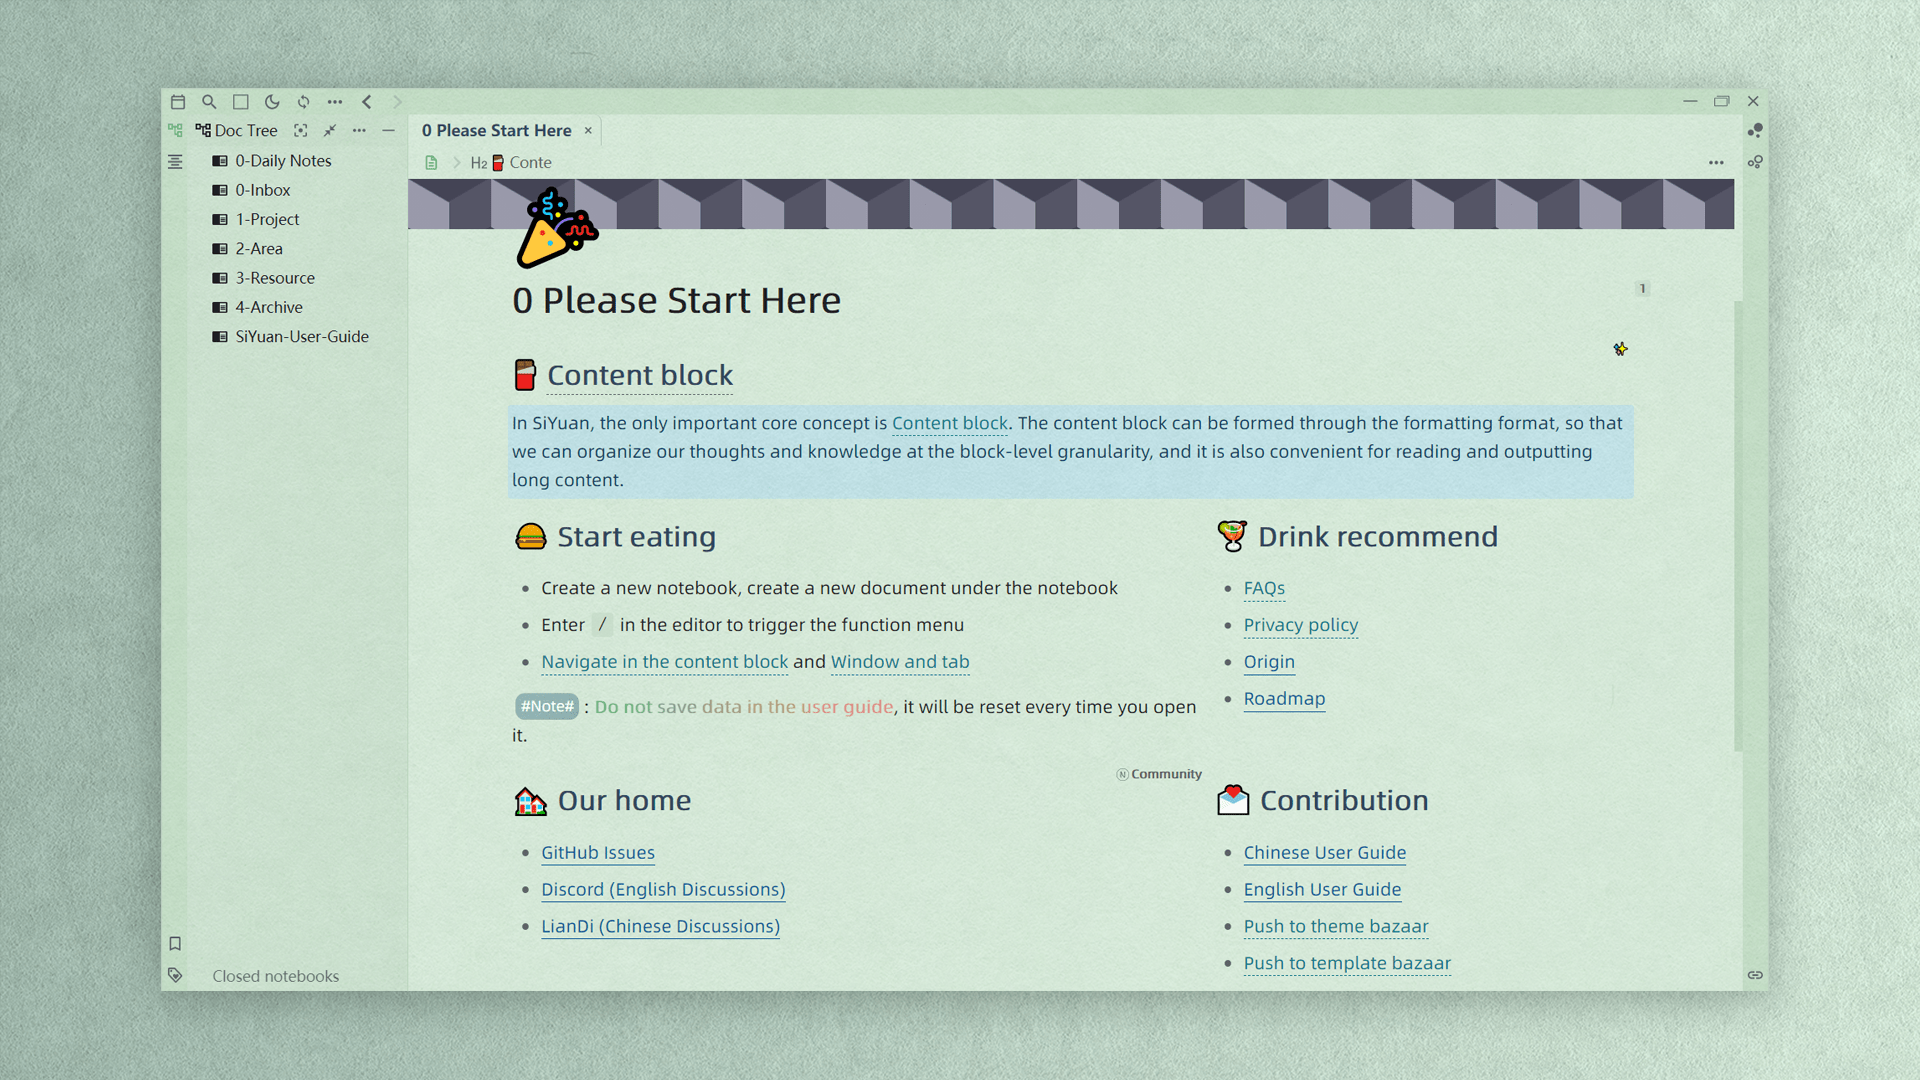 Doc Tree
0 Please Start Here
0-Daily Notes
0-Inbox
1-Project
2-Area
3-Resource
4-Archive
SiYuan-User-Guide
Closed notebooks
H2 Conte
0 Please Start Here
1
Content block
In SiYuan, the only important core concept is Content block. The content block can be formed through the formatting format, so that
we can organize our thoughts and knowledge at the block-level granularity, and it is also convenient for reading and outputting
long content.
Start eating
Create a new notebook, create a new document under the notebook
Enter / in the editor to trigger the function menu
Navigate in the content block and Window and tab
#Note# : Do not save data in the user guide, it will be reset every time you open
it.
Drink recommend
FAQs
Privacy policy
Origin
Roadmap
N Community
Our home
GitHub Issues
Discord (English Discussions)
LianDi (Chinese Discussions)
Contribution
Chinese User Guide
English User Guide
Push to theme bazaar
Push to template bazaar